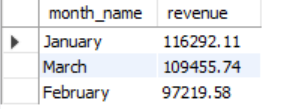 month_name revenue
January 116292.11
March 109455.74
February 97219.58